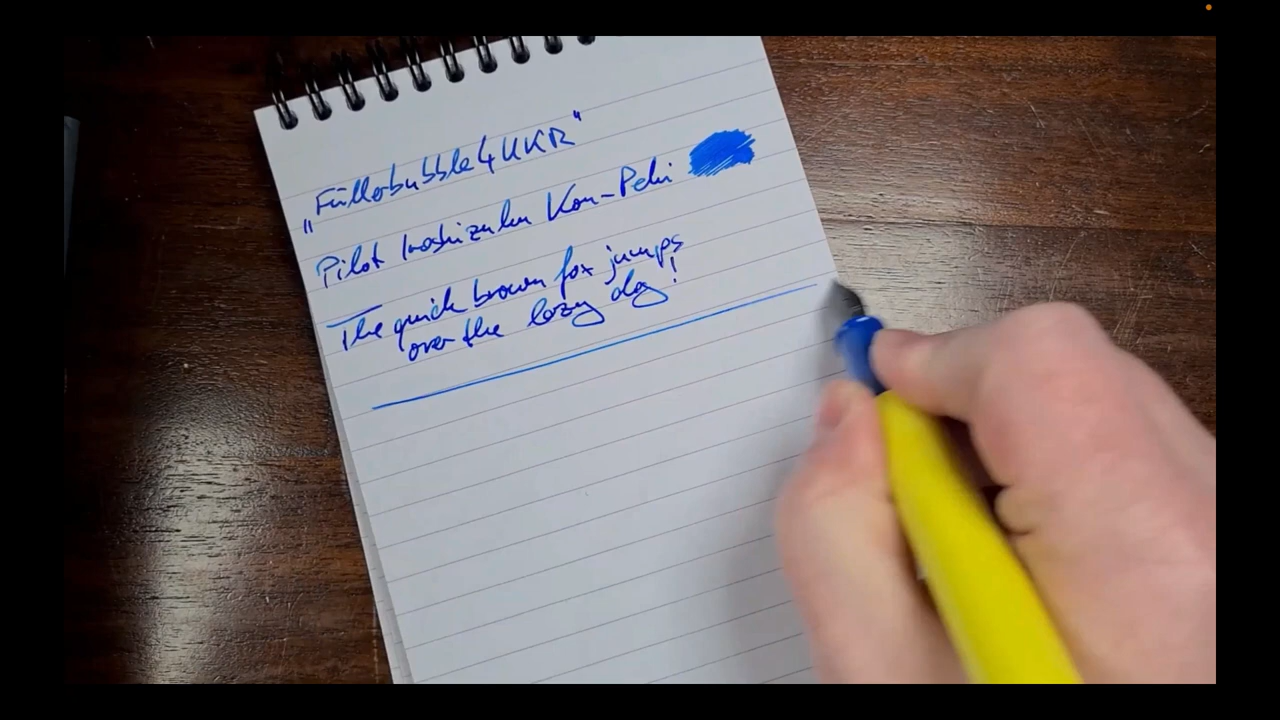 „Füllerbubble4UKR"
Pilot Iroshizuku Kon-Peki
The quick brown fox jumps
over the lazy dog!